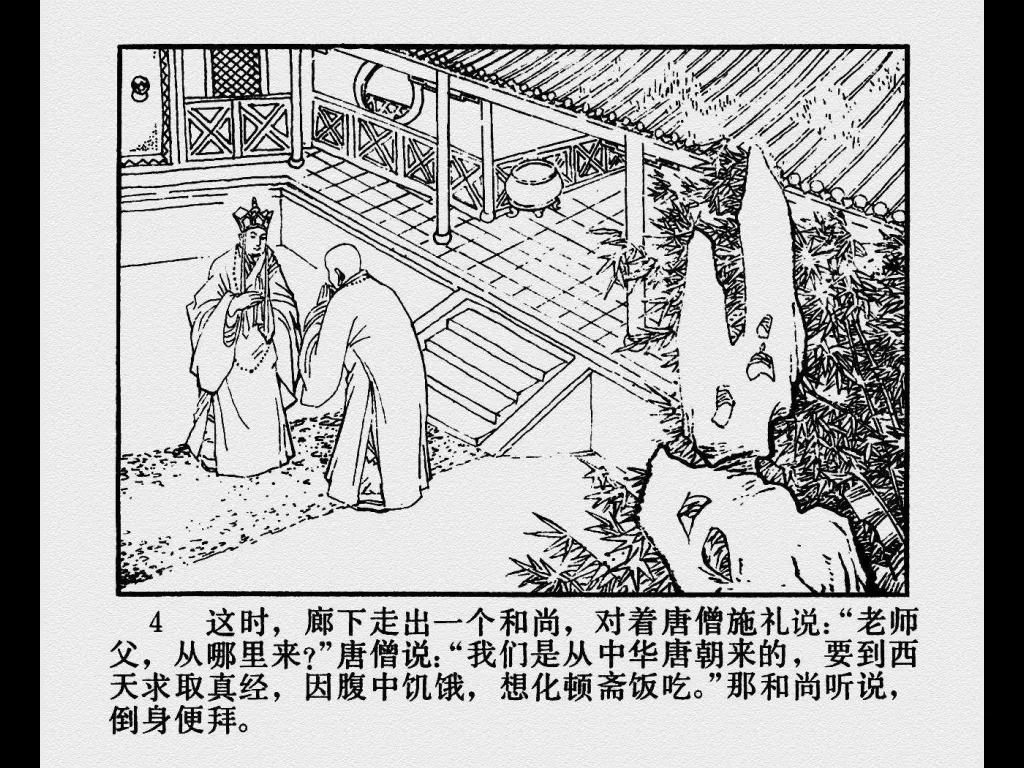 4 这时，廊下走出一个和尚，对着唐僧施礼说：“老师
父，从哪里来？”唐僧说：“我们是从中华唐朝来的，要到西
天求取真经，因腹中饥饿，想化顿斋饭吃。”那和尚听说，
倒身便拜。